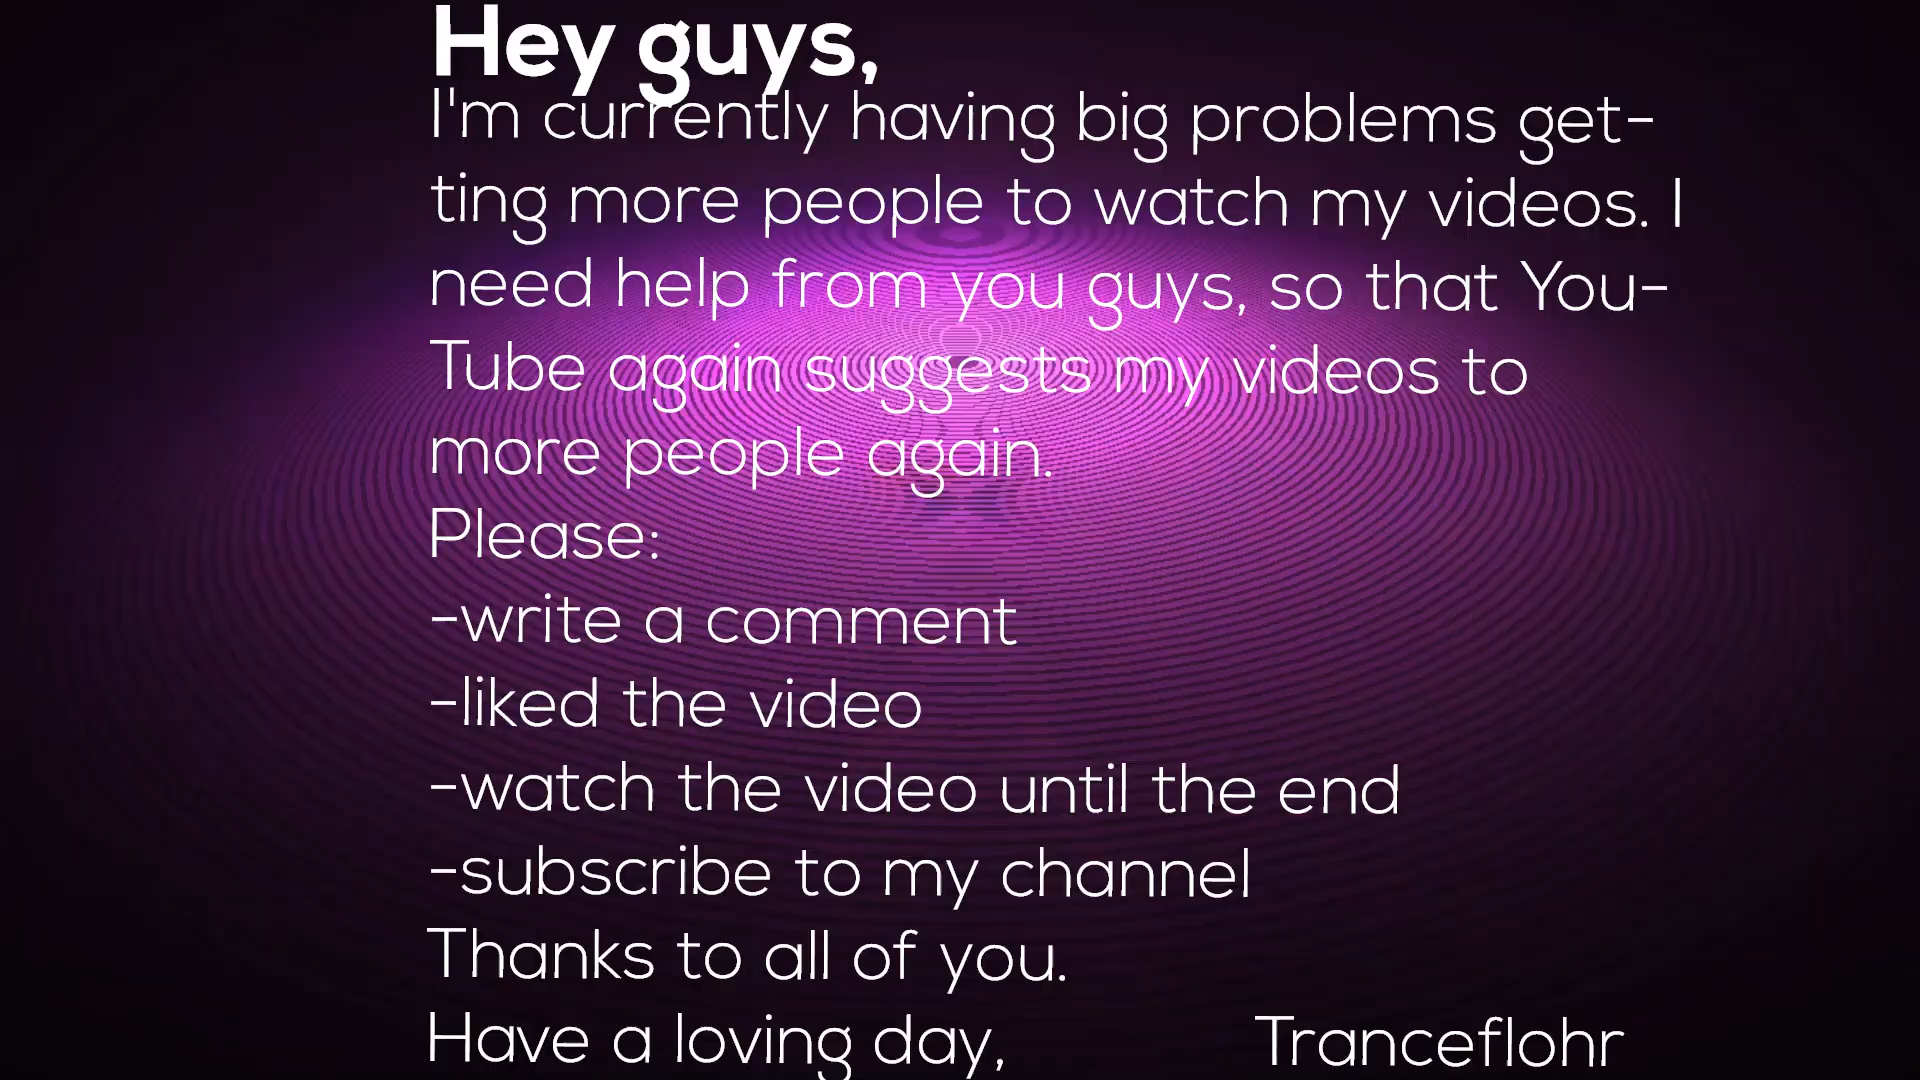 Hey guys,
I'm currently having big problems get-
ting more people to watch my videos. I
need help from you guys, so that You-
Tube again suggests my videos to
more people again.
Please:
-write a comment
-liked the video
-watch the video until the end
-subscribe to my channel
Thanks to all of you.
Have a loving day, Tranceflohr